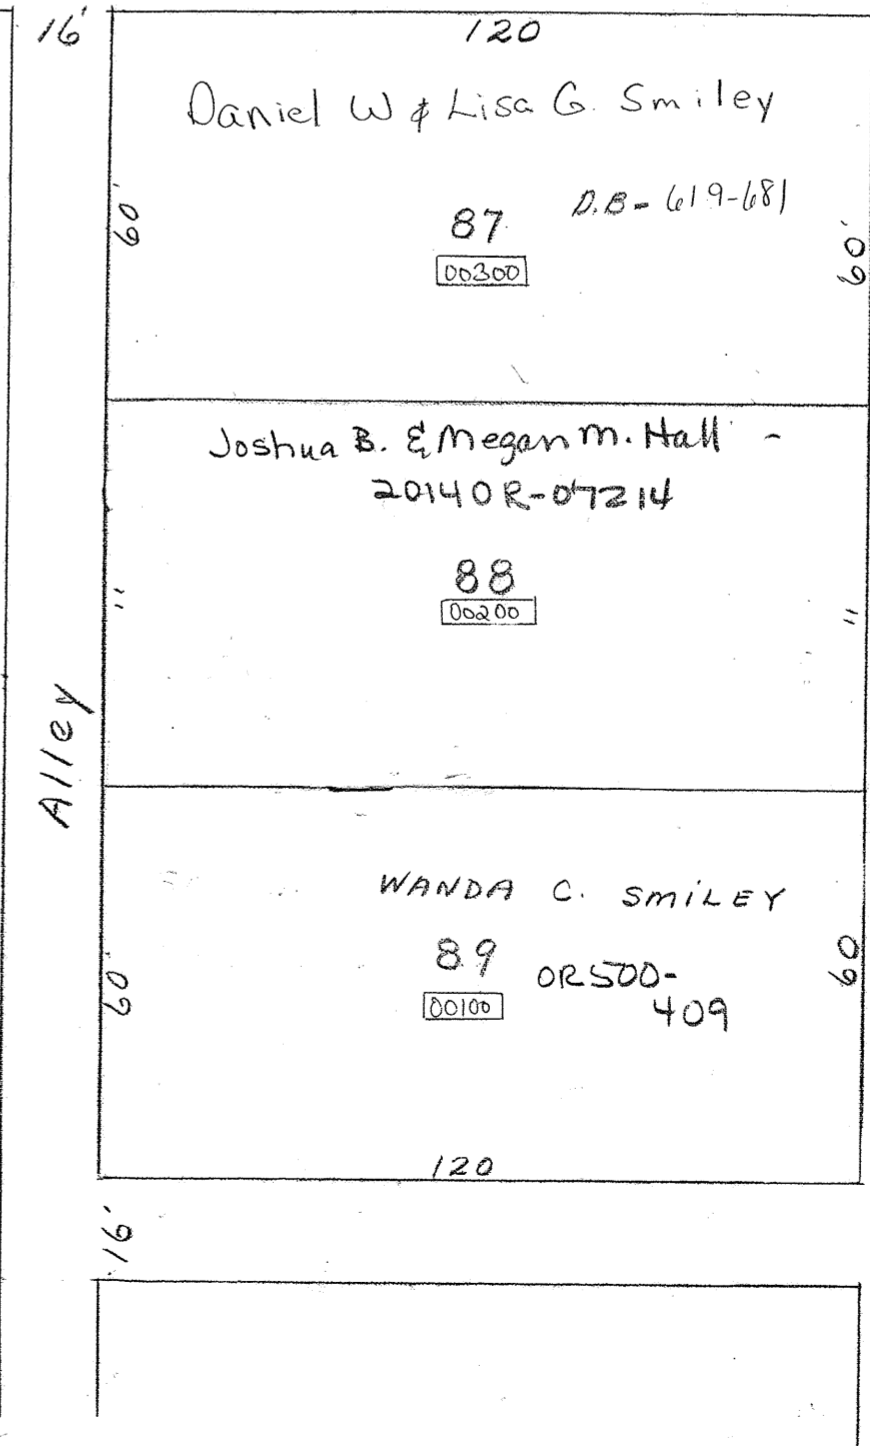 16'
120
Daniel W & Lisa G. Smiley
60'
87
D.B- 619-681
60'
00300
Joshua B. & Megan M. Hall -
2014OR-07214
88
"
00200
"
Alley
WANDA C. SMiLEY
60'
89
OR500-
409
60
00100
120
16'